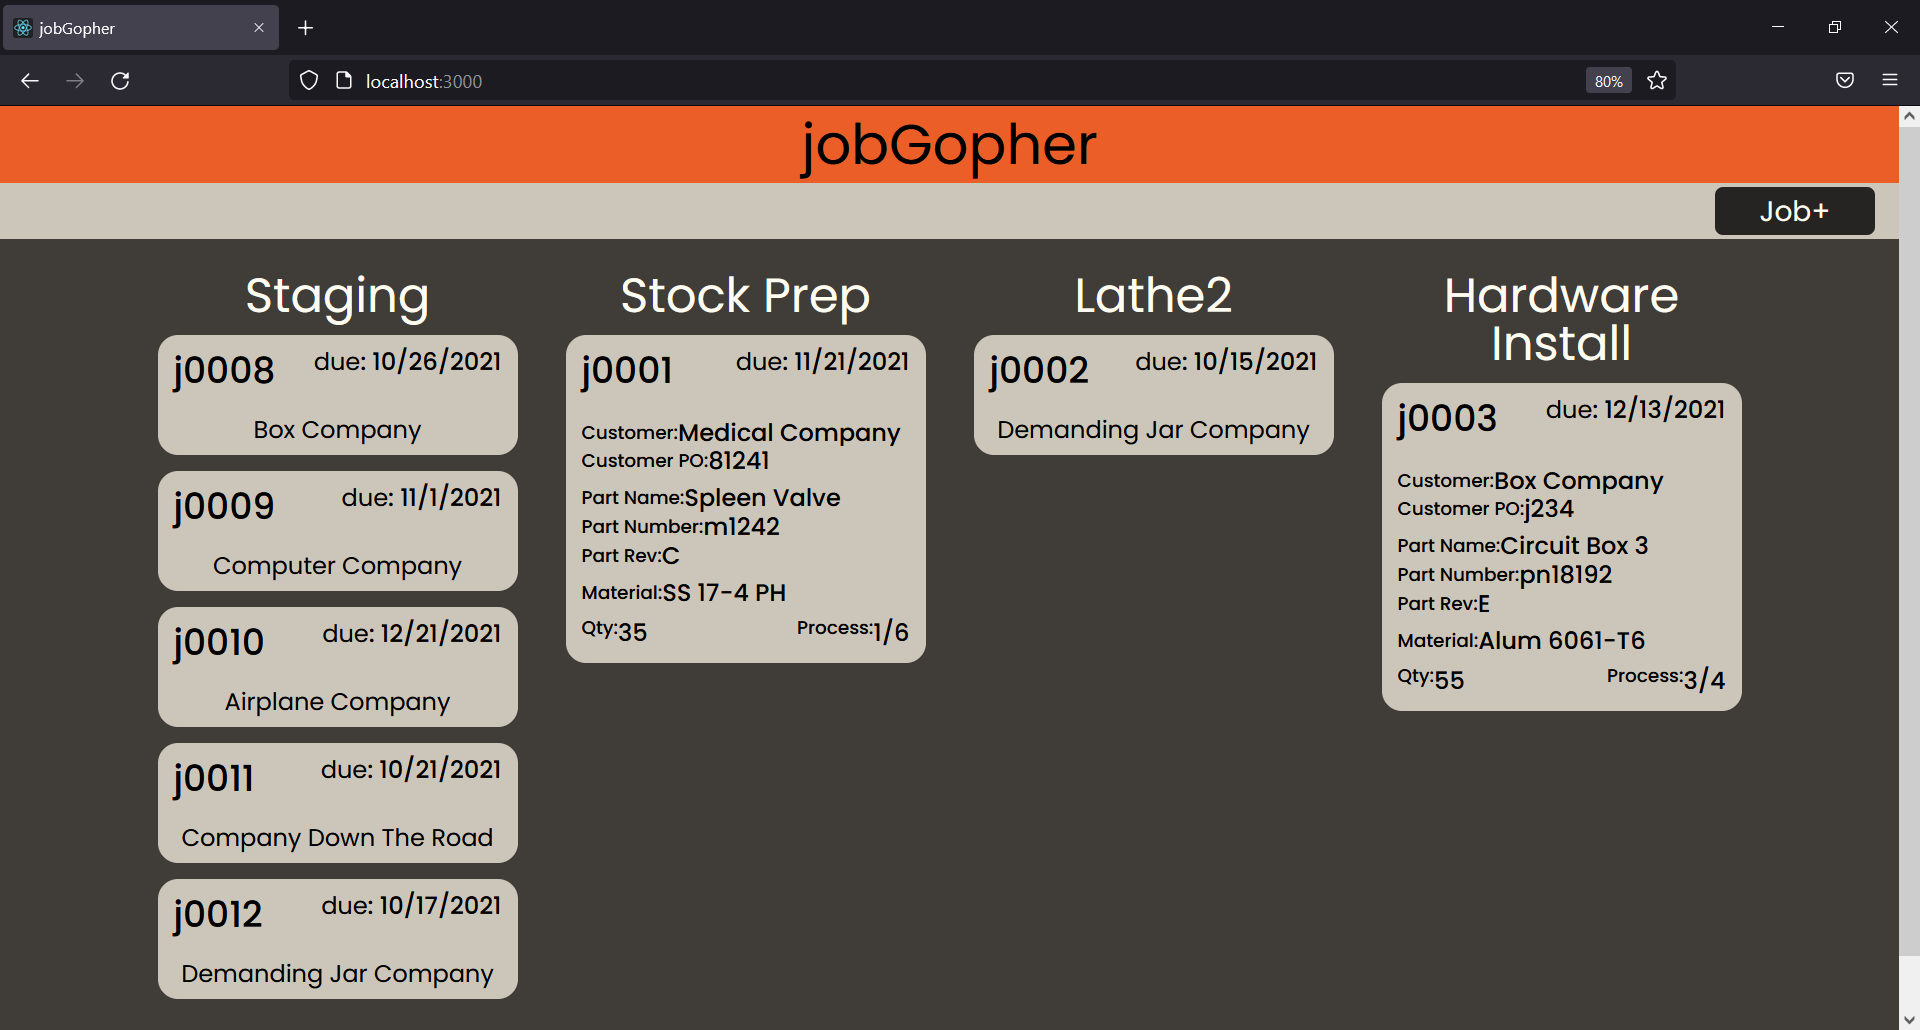 jobGopher
localhost:3000
80%
jobGopher
Job+
Staging
j0008 due: 10/26/2021
Box Company
j0009 due: 11/1/2021
Computer Company
j0010 due: 12/21/2021
Airplane Company
j0011 due: 10/21/2021
Company Down The Road
j0012 due: 10/17/2021
Demanding Jar Company
Stock Prep
j0001 due: 11/21/2021
Customer:Medical Company
Customer PO:81241
Part Name:Spleen Valve
Part Number:m1242
Part Rev:C
Material:SS 17-4 PH
Qty:35 Process:1/6
Lathe2
j0002 due: 10/15/2021
Demanding Jar Company
Hardware
Install
j0003 due: 12/13/2021
Customer:Box Company
Customer PO:j234
Part Name:Circuit Box 3
Part Number:pn18192
Part Rev:E
Material:Alum 6061-T6
Qty:55 Process:3/4